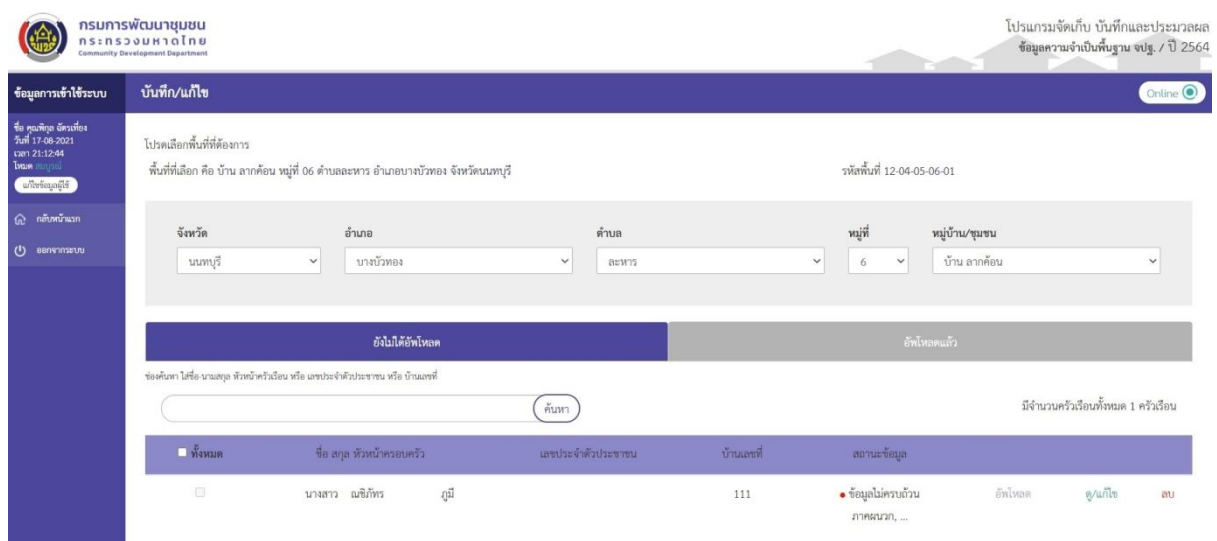 กรมการพัฒนาชุมชน
กระทรวงมหาดไทย
Community Development Department
โปรแกรมจัดเก็บ บันทึกและประมวลผล
ข้อมูลความจำเป็นพื้นฐาน จปฐ. / ปี 2564
ข้อมูลการเข้าใช้ระบบ
บันทึก/แก้ไข
Online
ชื่อ คุณพิกุล ฉัตรเที่ยง
วันที่ 17-08-2021
เวลา 21:12:44
โหมด สมบูรณ์
แก้ไขข้อมูลผู้ใช้
กลับหน้าแรก
ออกจากระบบ
โปรดเลือกพื้นที่ที่ต้องการ
พื้นที่ที่เลือก คือ บ้าน ลากค้อน หมู่ที่ 06 ตำบลละหาร อำเภอบางบัวทอง จังหวัดนนทบุรี รหัสพื้นที่ 12-04-05-06-01
จังหวัด อำเภอ ตำบล หมู่ที่ หมู่บ้าน/ชุมชน
นนทบุรี บางบัวทอง ละหาร 6 บ้าน ลากค้อน
ยังไม่ได้อัพโหลด อัพโหลดแล้ว
ช่องค้นหา ใส่ชื่อ-นามสกุล หัวหน้าครัวเรือน หรือ เลขประจำตัวประชาชน หรือ บ้านเลขที่
ค้นหา มีจำนวนครัวเรือนทั้งหมด 1 ครัวเรือน
ทั้งหมด ชื่อ สกุล หัวหน้าครอบครัว เลขประจำตัวประชาชน บ้านเลขที่ สถานะข้อมูล
นางสาว ณชิภัทร ภูมี 111 ข้อมูลไม่ครบถ้วน อัพโหลด ดู/แก้ไข ลบ
ภาคผนวก, ...